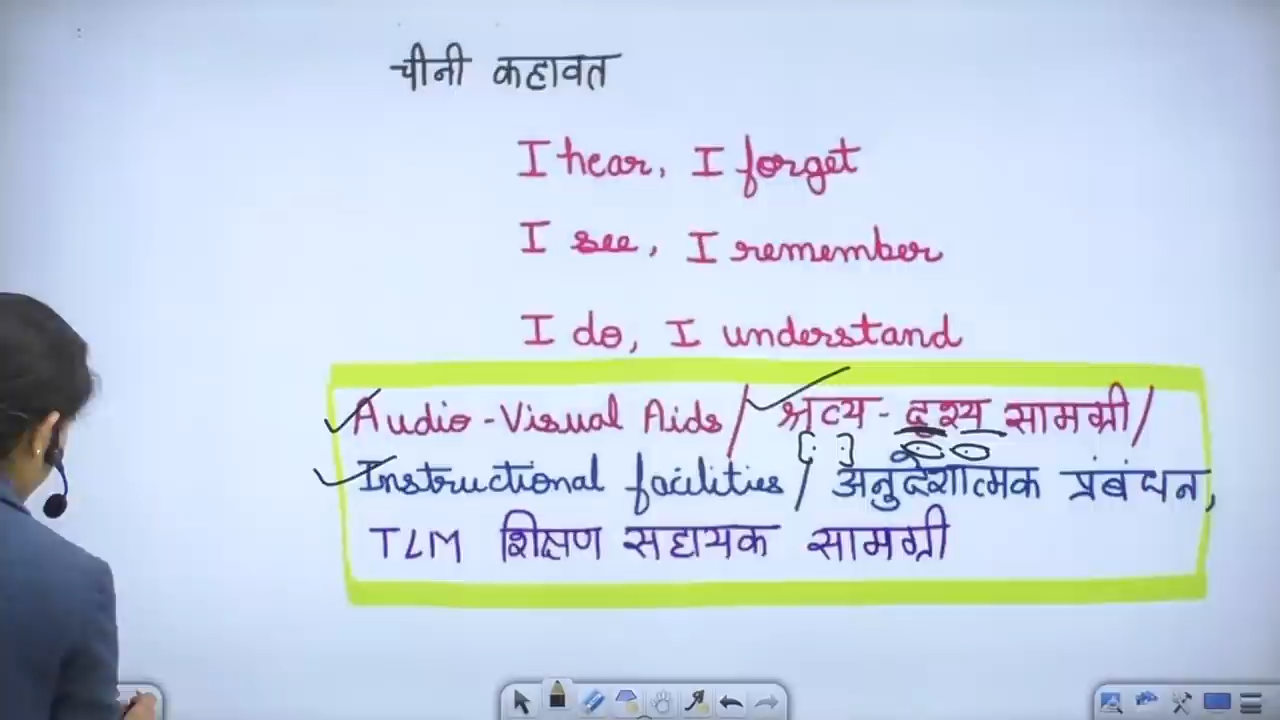 चीनी कहावत
I hear, I forget
I see, I remember
I do, I understand
Audio-Visual Aids / श्रव्य - दृश्य सामग्री /
Instructional facilities / अनुदेशात्मक प्रंबंधन,
TLM शिक्षण सहायक सामग्री